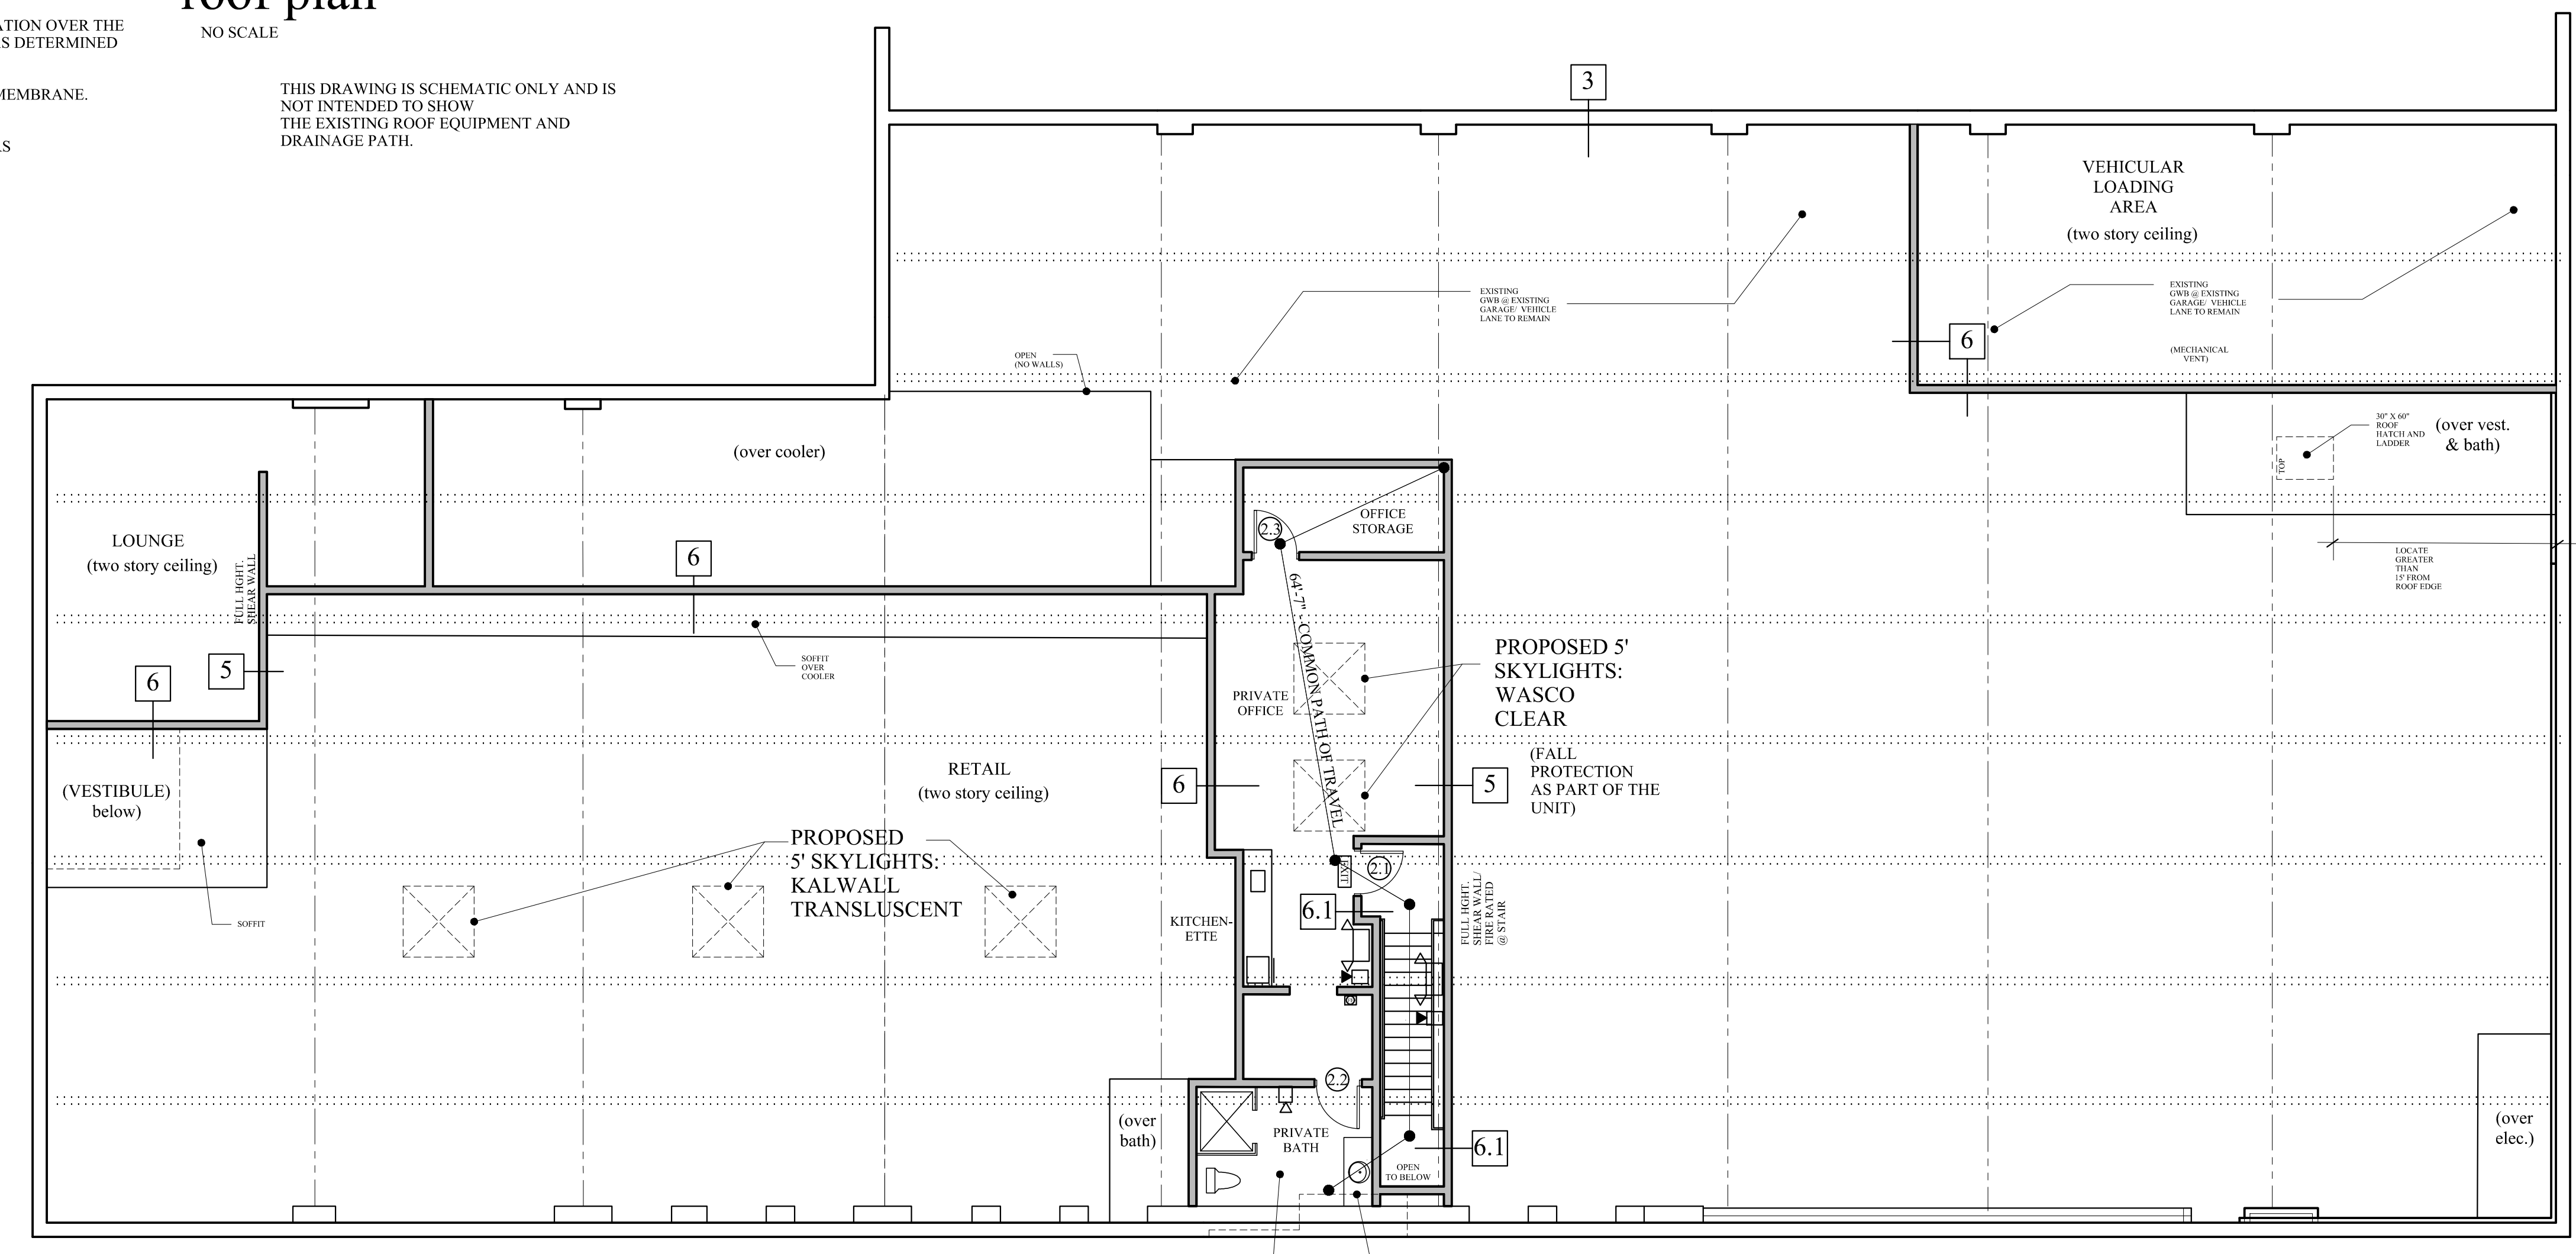 roof plan
NO SCALE
ATION OVER THE
AS DETERMINED
MEMBRANE.
RS
THIS DRAWING IS SCHEMATIC ONLY AND IS
NOT INTENDED TO SHOW
THE EXISTING ROOF EQUIPMENT AND
DRAINAGE PATH.
3
VEHICULAR
LOADING
AREA
(two story ceiling)
EXISTING
GWB @ EXISTING
GARAGE/ VEHICLE
LANE TO REMAIN
EXISTING
GWB @ EXISTING
GARAGE/ VEHICLE
LANE TO REMAIN
(MECHANICAL
VENT)
6
OPEN
(NO WALLS)
30" X 60"
ROOF
HATCH AND
LADDER
(over vest.
& bath)
TOP
LOCATE
GREATER
THAN
15' FROM
ROOF EDGE
(over cooler)
LOUNGE
(two story ceiling)
FULL HGHT.
SHEAR WALL
6
2.3
OFFICE
STORAGE
64'-7" - COMMON PATH OF TRAVEL
SOFFIT
OVER
COOLER
5
6
PRIVATE
OFFICE
PROPOSED 5'
SKYLIGHTS:
WASCO
CLEAR
(FALL
PROTECTION
AS PART OF THE
UNIT)
(VESTIBULE)
below)
RETAIL
(two story ceiling)
6
5
PROPOSED
5' SKYLIGHTS:
KALWALL
TRANSLUSCENT
SOFFIT
EXIT
2.1
6.1
KITCHEN-
ETTE
FULL HGHT.
SHEAR WALL/
FIRE RATED
@ STAIR
2.2
(over
bath)
PRIVATE
BATH
6.1
OPEN
TO BELOW
(over
elec.)